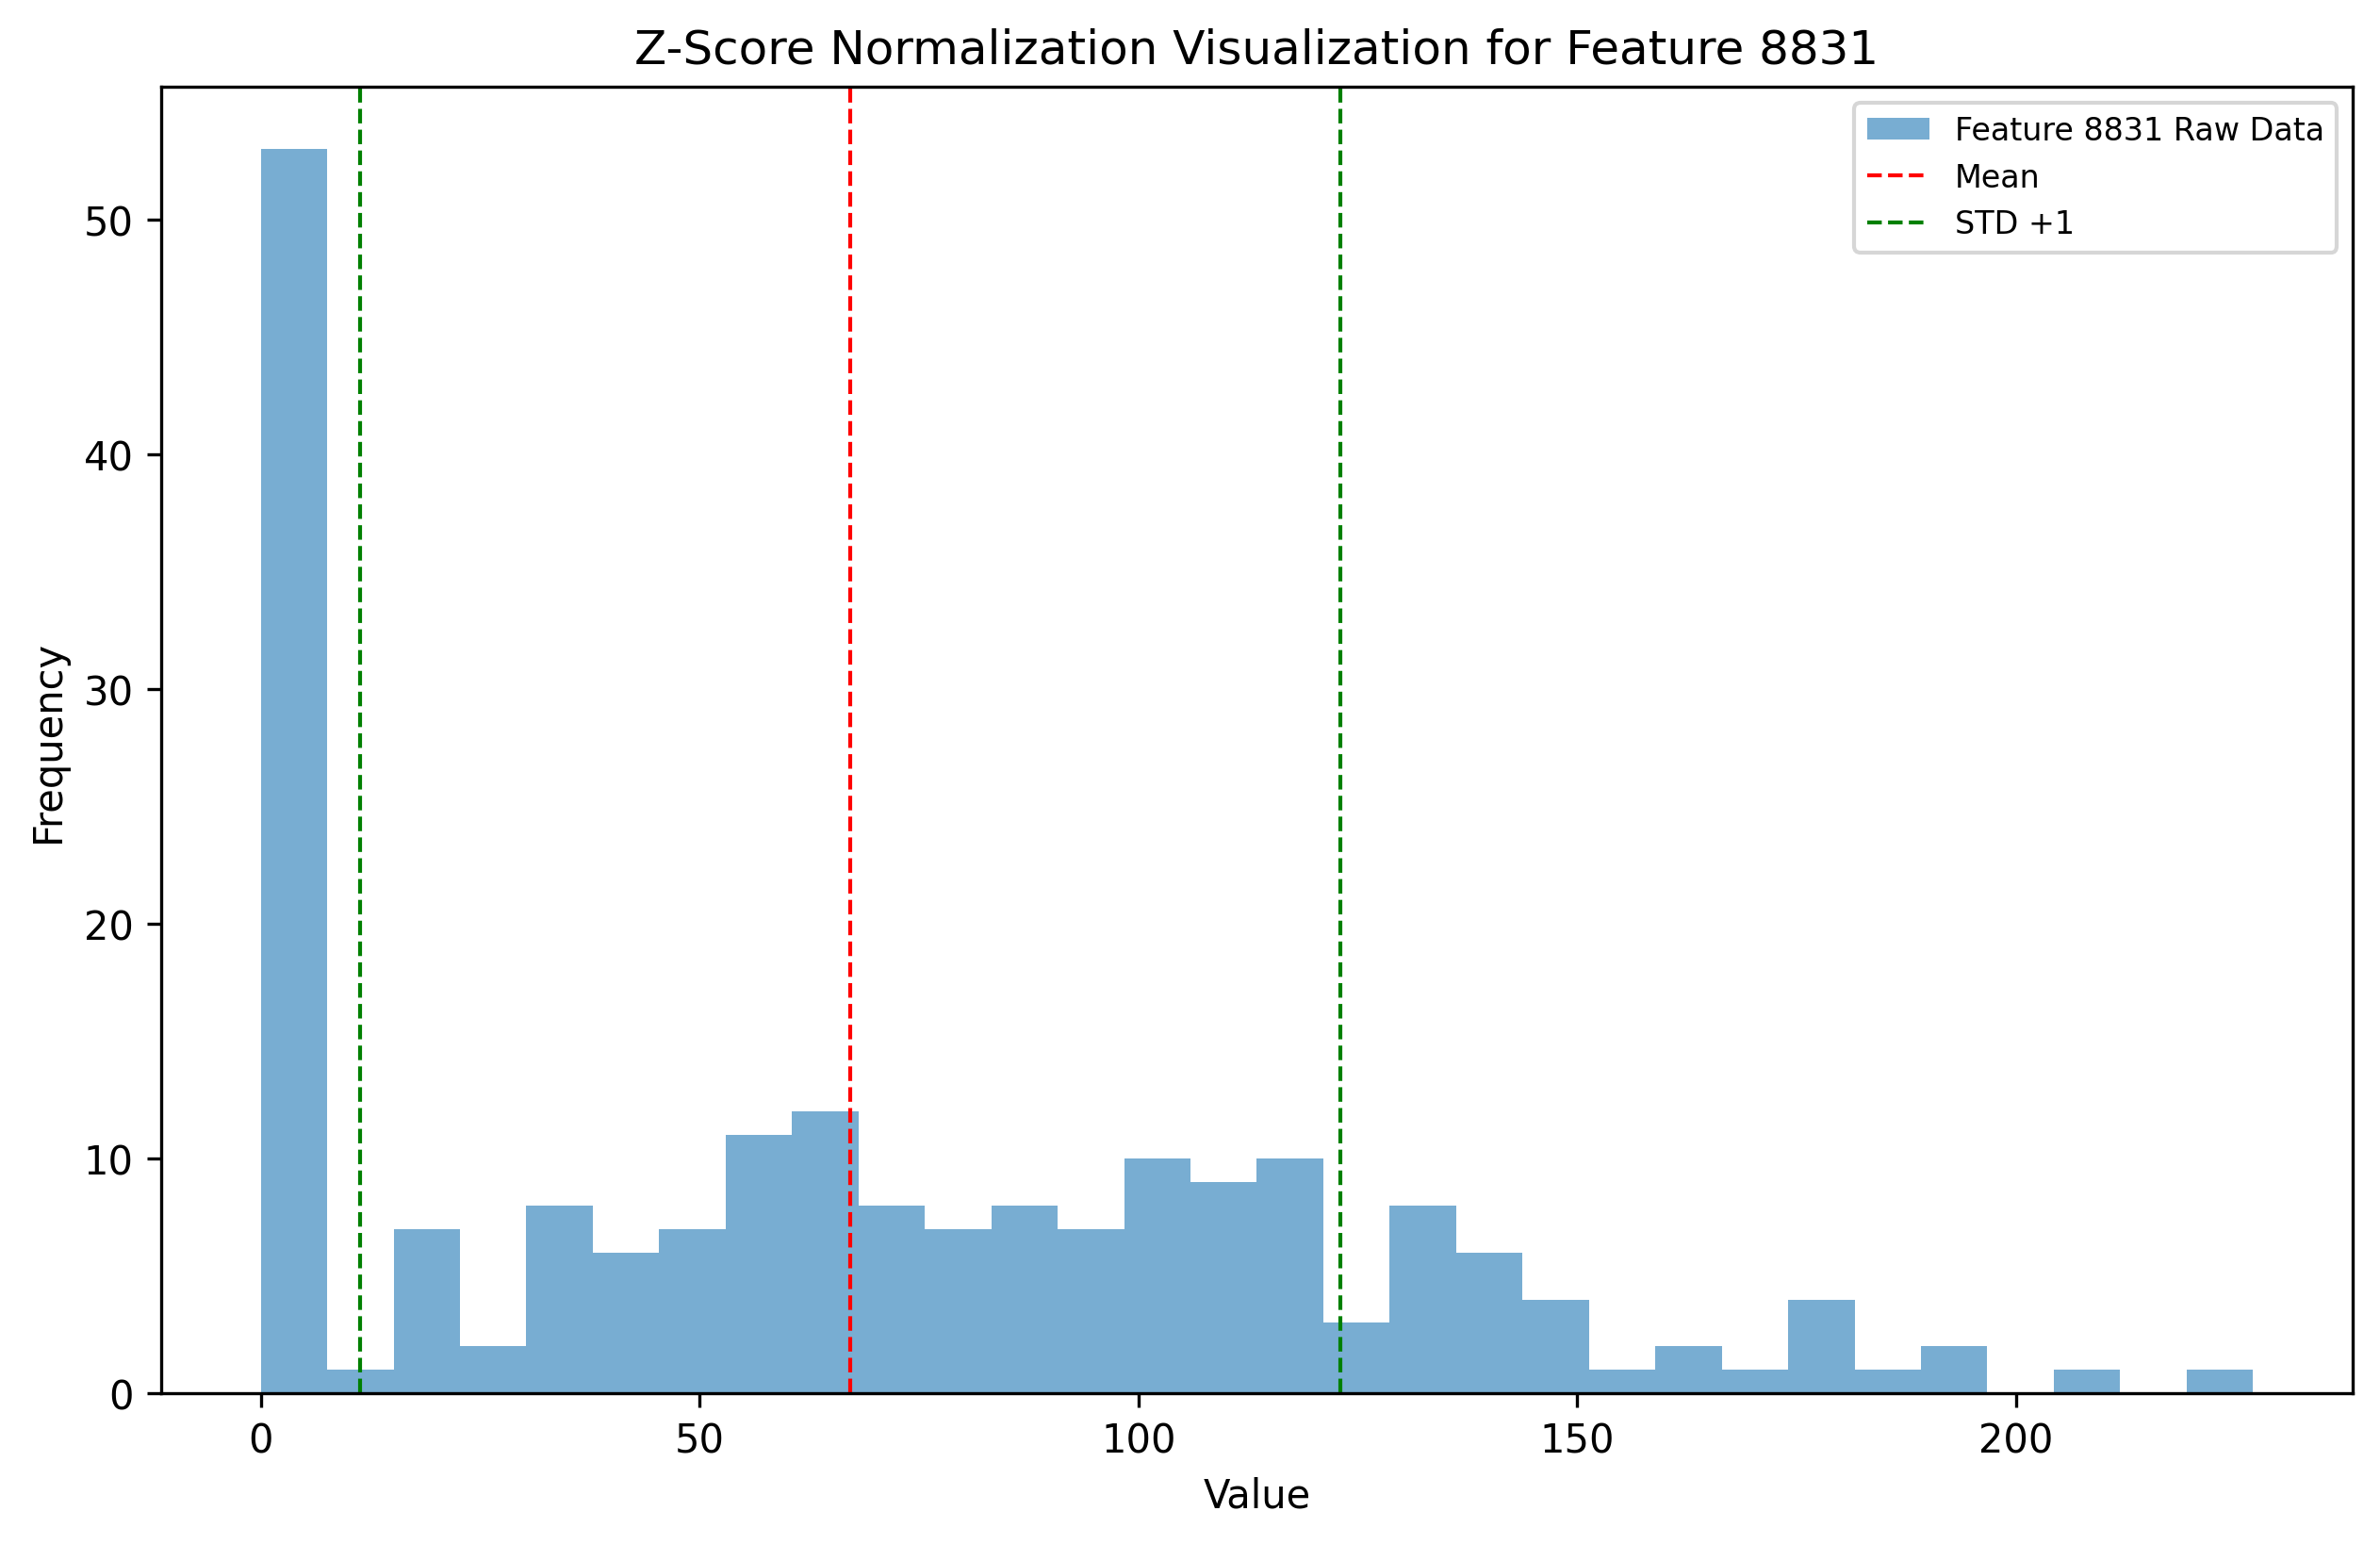 Z-Score Normalization Visualization for Feature 8831
Feature 8831 Raw Data
Mean
STD +1
50
40
30
20
10
0
Frequency
0 50 100 150 200
Value